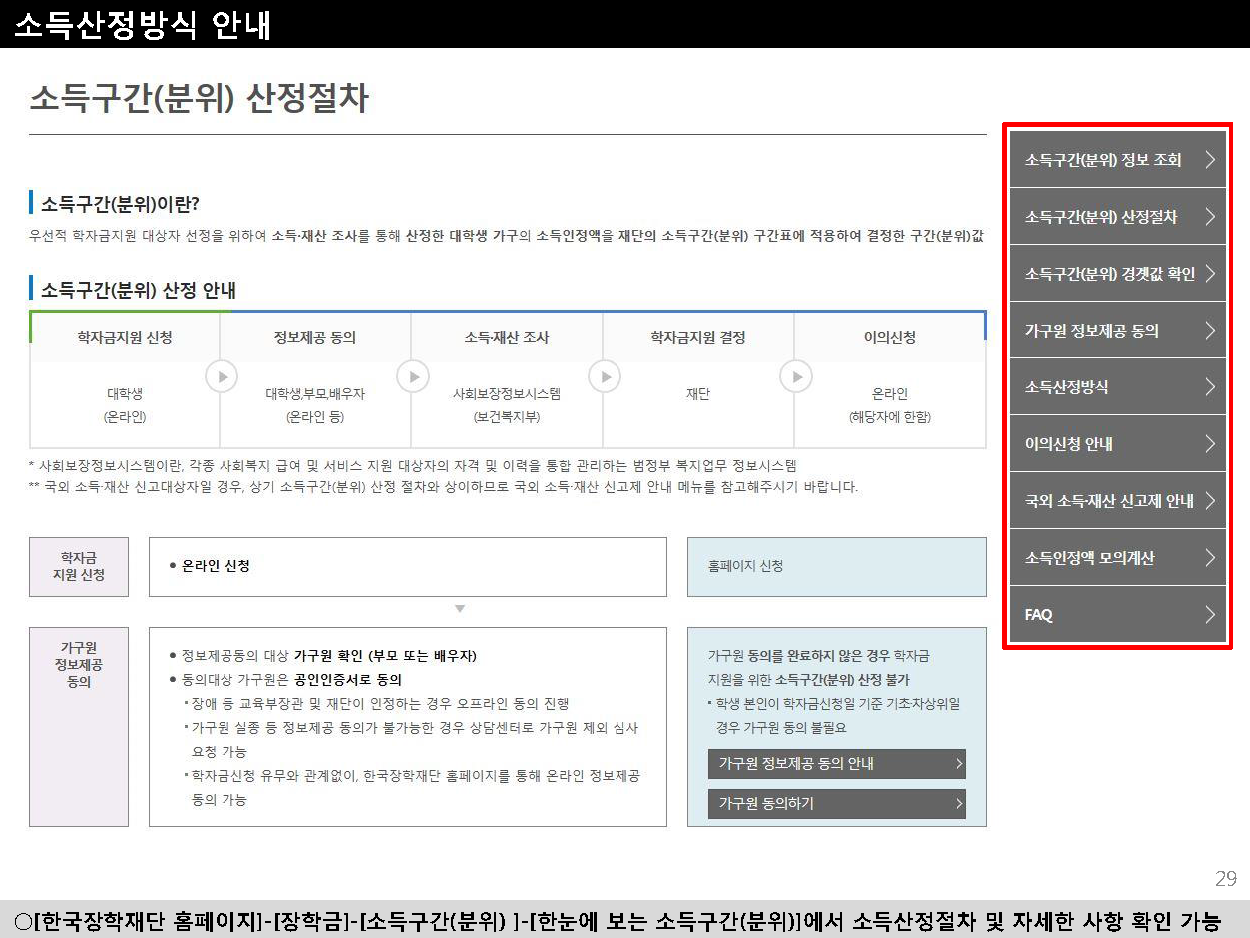 소득산정방식 안내
소득구간(분위) 산정절차
소득구간(분위)이란?
우선적 학자금지원 대상자 선정을 위하여 소득·재산 조사를 통해 산정한 대학생 가구의 소득인정액을 재단의 소득구간(분위) 구간표에 적용하여 결정한 구간(분위)값
소득구간(분위) 산정 안내
학자금지원 신청
대학생
(온라인)
정보제공 동의
대학생,부모,배우자
(온라인 등)
소득·재산 조사
사회보장정보시스템
(보건복지부)
학자금지원 결정
재단
이의신청
온라인
(해당자에 한함)
* 사회보장정보시스템이란, 각종 사회복지 급여 및 서비스 지원 대상자의 자격 및 이력을 통합 관리하는 범정부 복지업무 정보시스템
** 국외 소득·재산 신고대상자일 경우, 상기 소득구간(분위) 산정 절차와 상이하므로 국외 소득·재산 신고제 안내 메뉴를 참고해주시기 바랍니다.
학자금
지원 신청
● 온라인 신청
홈페이지 신청
가구원
정보제공
동의
● 정보제공동의 대상 가구원 확인 (부모 또는 배우자)
● 동의대상 가구원은 공인인증서로 동의
▪ 장애 등 교육부장관 및 재단이 인정하는 경우 오프라인 동의 진행
▪ 가구원 실종 등 정보제공 동의가 불가능한 경우 상담센터로 가구원 제외 심사
요청 가능
▪ 학자금신청 유무와 관계없이, 한국장학재단 홈페이지를 통해 온라인 정보제공
동의 가능
가구원 동의를 완료하지 않은 경우 학자금
지원을 위한 소득구간(분위) 산정 불가
▪ 학생 본인이 학자금신청일 기준 기초·차상위일
경우 가구원 동의 불필요
가구원 정보제공 동의 안내
가구원 동의하기
소득구간(분위) 정보 조회
소득구간(분위) 산정절차
소득구간(분위) 경곗값 확인
가구원 정보제공 동의
소득산정방식
이의신청 안내
국외 소득·재산 신고제 안내
소득인정액 모의계산
FAQ
29
○[한국장학재단 홈페이지]-[장학금]-[소득구간(분위) ]-[한눈에 보는 소득구간(분위)]에서 소득산정절차 및 자세한 사항 확인 가능